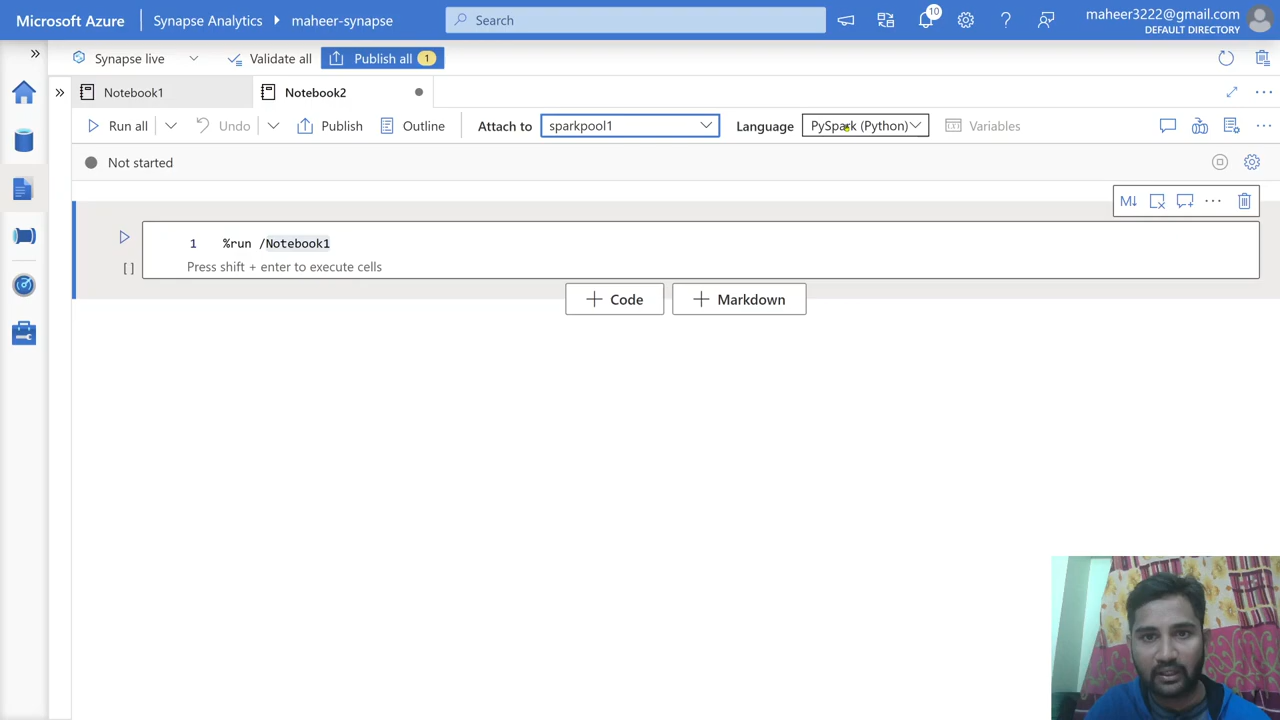 Microsoft Azure
Synapse Analytics
maheer-synapse
Search
10
maheer3222@gmail.com
DEFAULT DIRECTORY
Synapse live
Validate all
Publish all 1
Notebook1
Notebook2
Run all
Undo
Publish
Outline
Attach to
sparkpool1
Language
PySpark (Python)
Variables
Not started
M↓
1 %run /Notebook1
Press shift + enter to execute cells
[ ]
+ Code
+ Markdown